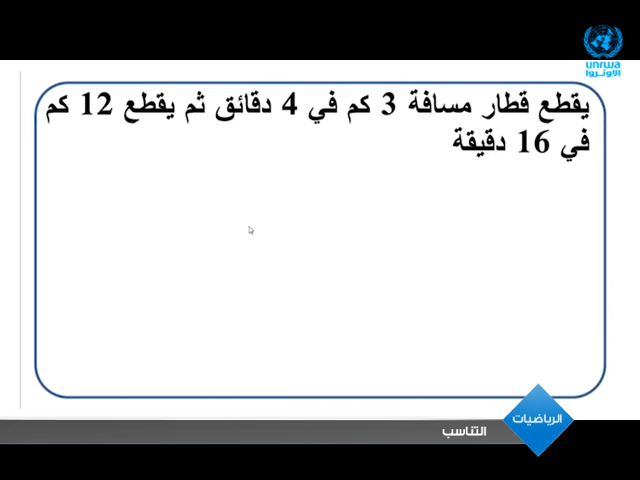 unrwa
الاونروا
يقطع قطار مسافة 3 كم في 4 دقائق ثم يقطع 12 كم
في 16 دقيقة
الرياضيات
التناسب